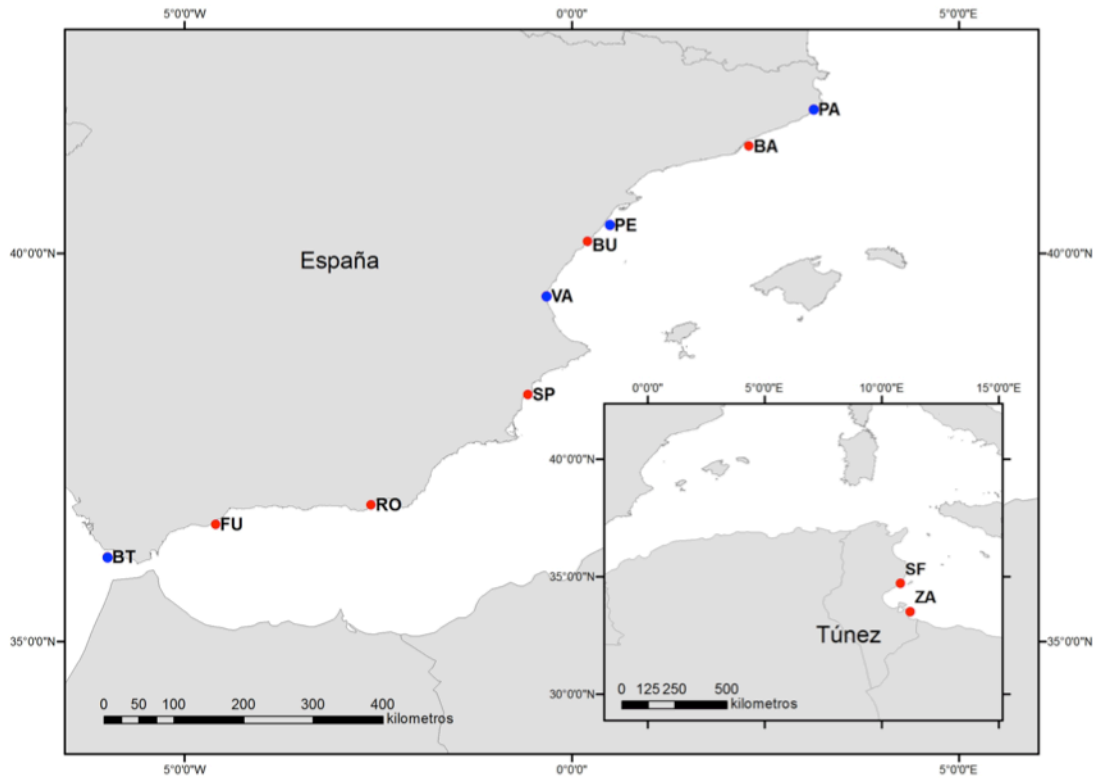 5°0'0"W 0°0'0" 5°0'0"E
PA
BA
PE
40°0'0"N España BU 40°0'0"N
VA
SP
0°0'0" 5°0'0"E 10°0'0"E 15°0'0"E
40°0'0"N
RO
FU
BT
35°0'0"N SF
ZA
Túnez
35°0'0"N 35°0'0"N
0 125 250 500
kilometros
30°0'0"N
0 50 100 200 300 400
kilometros
5°0'0"W 0°0'0" 5°0'0"E